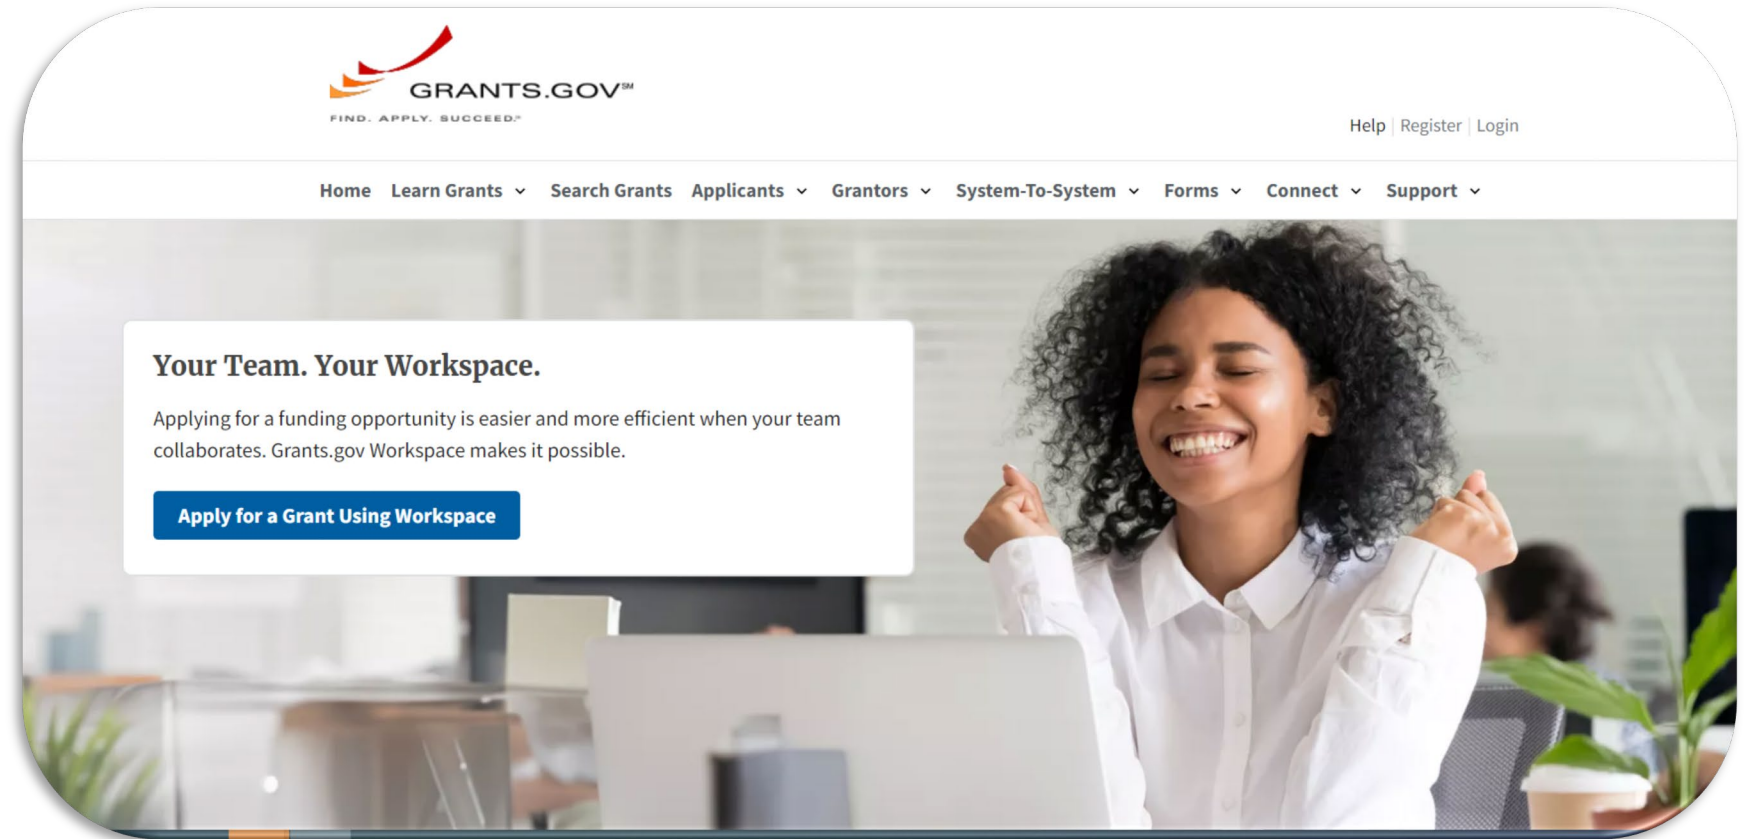 GRANTS.GOV℠
FIND. APPLY. SUCCEED.℠
Help | Register | Login
Home Learn Grants Search Grants Applicants Grantors System-To-System Forms Connect Support
Your Team. Your Workspace.
Applying for a funding opportunity is easier and more efficient when your team
collaborates. Grants.gov Workspace makes it possible.
Apply for a Grant Using Workspace